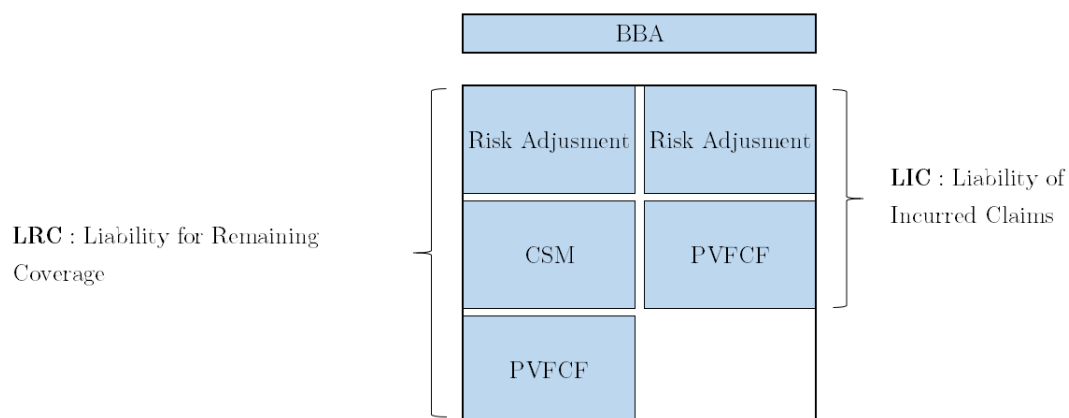 BBA
Risk Adjusment
Risk Adjusment
LIC : Liability of
Incurred Claims
LRC : Liability for Remaining
Coverage
CSM
PVFCF
PVFCF